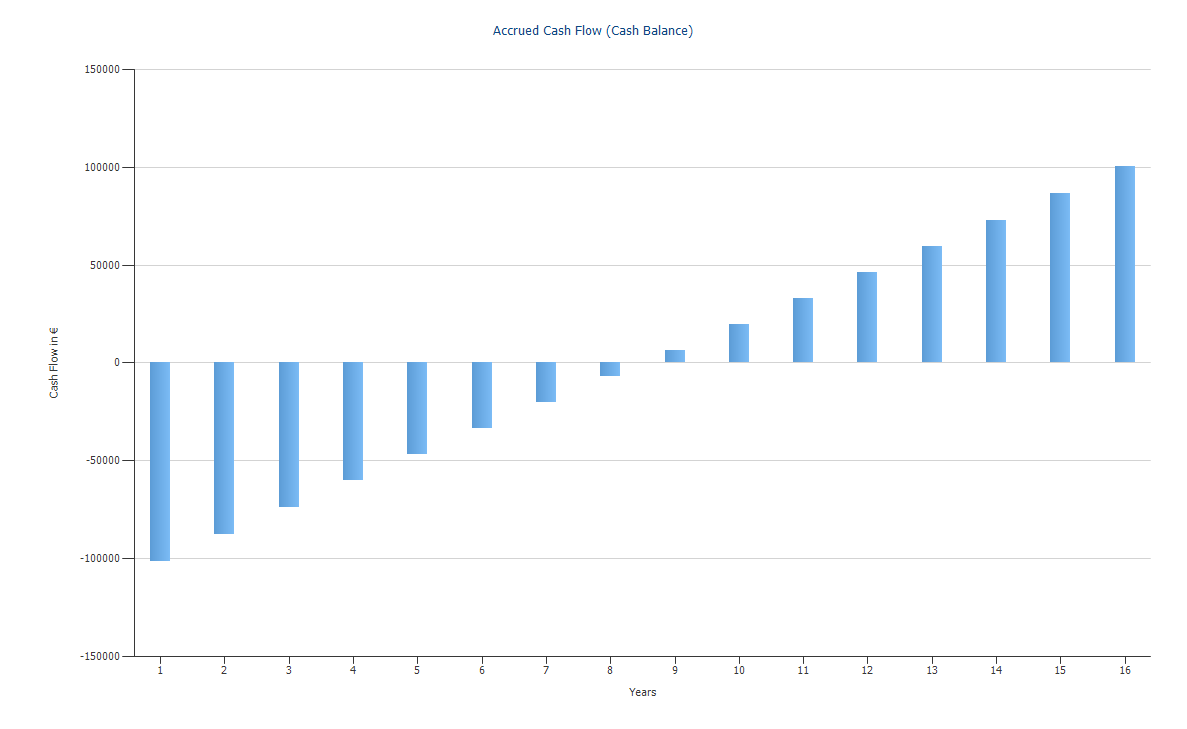 Accrued Cash Flow (Cash Balance)
150000
100000
50000
0
-50000
-100000
-150000
Cash Flow in €
1 2 3 4 5 6 7 8 9 10 11 12 13 14 15 16
Years